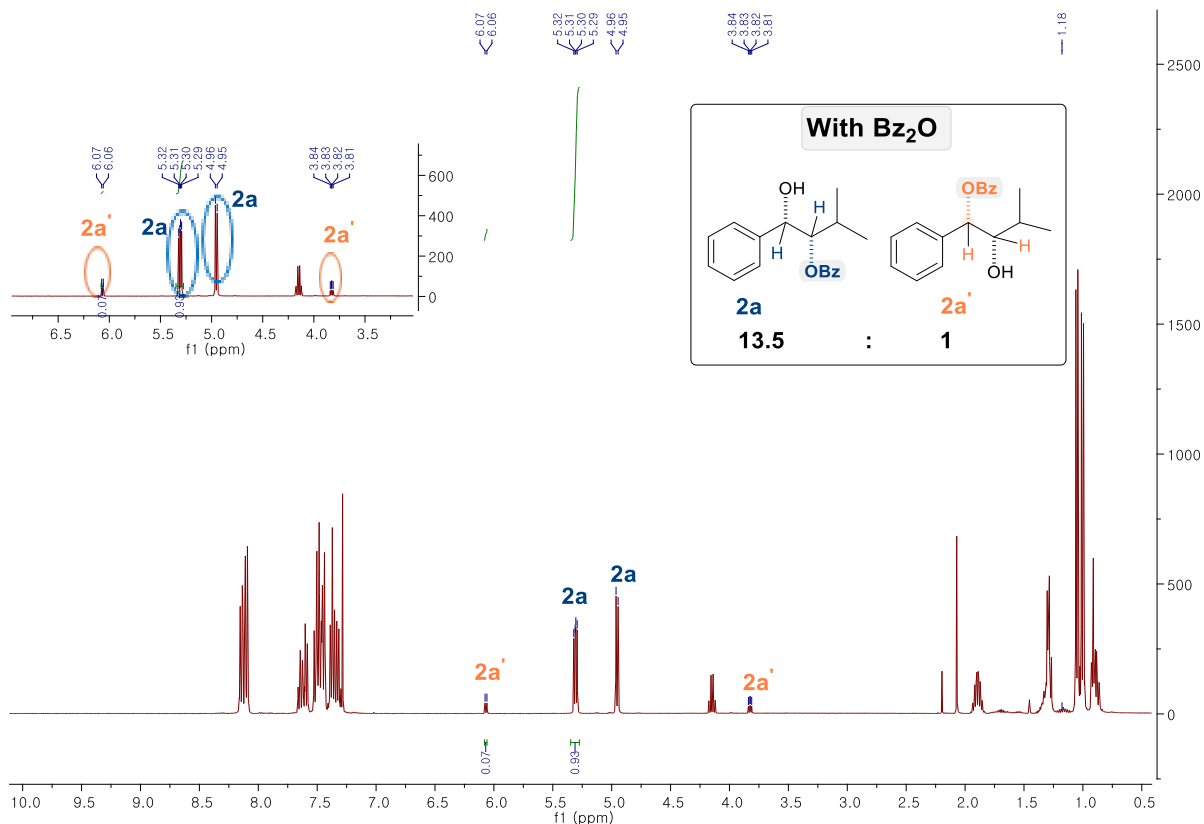 6.07
6.06
5.32
5.31
5.30
5.29
4.96
4.95
3.84
3.83
3.82
3.81
1.18
2500
2000
1500
1000
500
0
With Bz₂O
OH
H
H
OBz
2a
OBz
H
H
OH
2a'
13.5 : 1
6.07
6.06
5.32
5.31
5.30
5.29
4.96
4.95
3.84
3.83
3.82
3.81
600
400
200
0
2a'
2a
2a
2a'
0.07
0.93
6.5 6.0 5.5 5.0 4.5 4.0 3.5
f1 (ppm)
2a'
2a
2a
2a'
0.07
0.93
10.0 9.5 9.0 8.5 8.0 7.5 7.0 6.5 6.0 5.5 5.0 4.5 4.0 3.5 3.0 2.5 2.0 1.5 1.0 0.5
f1 (ppm)